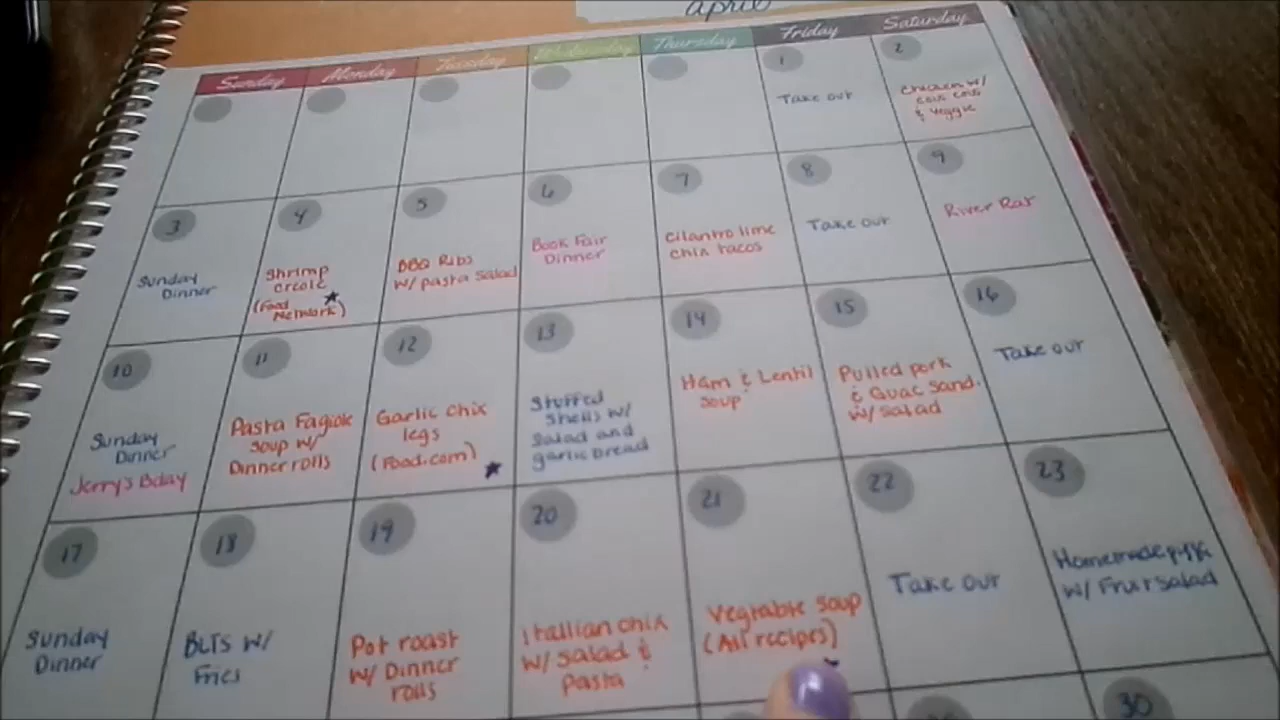 april
Sunday Monday Tuesday Wednesday Thursday Friday Saturday
1
Take out
2
Chicken w/
cous cous
& veggie
3
Sunday
Dinner
4
Shrimp
creole
(Food
Network)
5
BBQ Ribs
w/ pasta salad
6
Book Fair
Dinner
7
Cilantro lime
chix tacos
8
Take out
9
River Rat
10
Sunday
Dinner
Jerry's Bday
11
Pasta Fagiole
soup w/
Dinner rolls
12
Garlic chix
legs
(Food.com)
13
Stuffed
shells w/
salad and
garlic bread
14
Ham & Lentil
soup
15
Pulled pork
& Guac sand.
w/ salad
16
Take out
17
Sunday
Dinner
18
BLTS w/
Fries
19
Pot roast
w/ Dinner
rolls
20
Itallian chix
w/ salad &
pasta
21
Vegtable soup
(All recipes)
22
Take out
23
Homemade
w/ Fruit salad
30